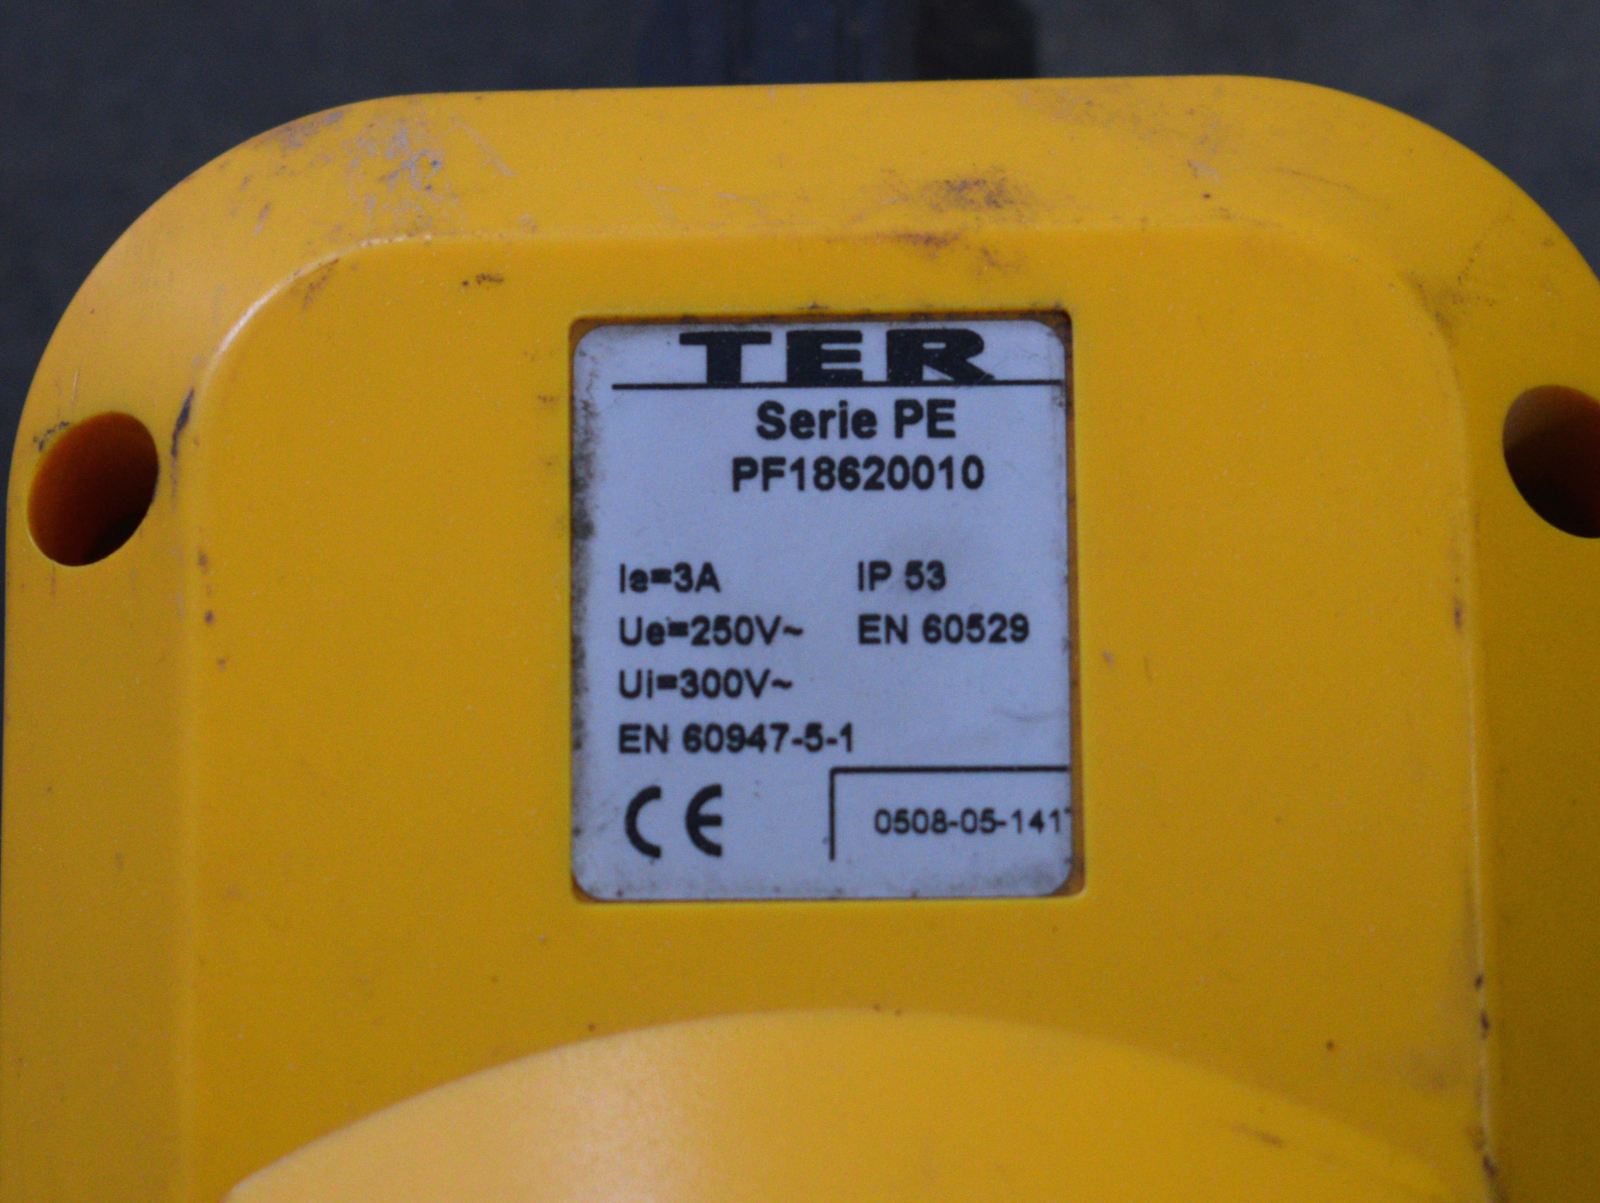 TER
Serie PE
PF18620010
Ie=3A IP 53
Ue=250V~ EN 60529
Ui=300V~
EN 60947-5-1
CE
0508-05-141